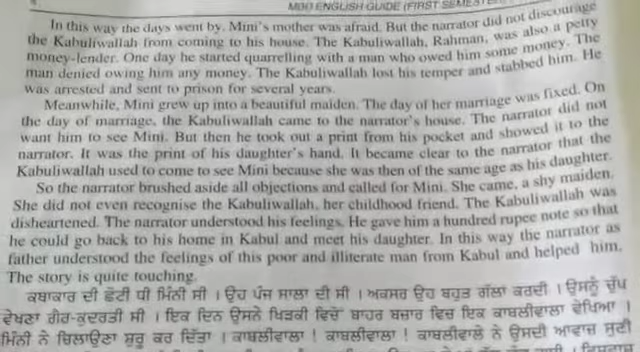 MBD ENGLISH GUIDE (FIRST SEMESTER
In this way the days went by. Mini's mother was afraid. But the narrator did not discourage
the Kabuliwallah from coming to his house. The Kabuliwallah, Rahman, was also a petty
money-lender. One day he started quarrelling with a man who owed him some money. The
man denied owing him any money. The Kabuliwallah lost his temper and stabbed him. He
was arrested and sent to prison for several years.
Meanwhile, Mini grew up into a beautiful maiden. The day of her marriage was fixed. On
the day of marriage, the Kabuliwallah came to the narrator's house. The narrator did not
want him to see Mini. But then he took out a print from his pocket and showed it to the
narrator. It was the print of his daughter's hand. It became clear to the narrator that the
Kabuliwallah used to come to see Mini because she was then of the same age as his daughter.
So the narrator brushed aside all objections and called for Mini. She came, a shy maiden.
She did not even recognise the Kabuliwallah, her childhood friend. The Kabuliwallah was
disheartened. The narrator understood his feelings. He gave him a hundred rupee note so that
he could go back to his home in Kabul and meet his daughter. In this way the narrator as
father understood the feelings of this poor and illiterate man from Kabul and helped him.
The story is quite touching.
ਕਥਾਕਾਰ ਦੀ ਛੋਟੀ ਧੀ ਮਿੰਨੀ ਸੀ । ਉਹ ਪੰਜ ਸਾਲਾ ਦੀ ਸੀ । ਅਕਸਰ ਉਹ ਬਹੁਤ ਗੱਲਾਂ ਕਰਦੀ । ਉਸਨੂੰ ਚੁੱਪ
ਵੇਖਣਾ ਗੈਰ-ਕੁਦਰਤੀ ਸੀ । ਇਕ ਦਿਨ ਉਸਨੇ ਖਿੜਕੀ ਵਿਚੋਂ ਬਾਹਰ ਬਜ਼ਾਰ ਵਿਚ ਇਕ ਕਾਬਲੀਵਾਲਾ ਵੇਖਿਆ ।
ਮਿੰਨੀ ਨੇ ਚਿਲਾਉਣਾ ਸ਼ੁਰੂ ਕਰ ਦਿੱਤਾ । ਕਾਬਲੀਵਾਲਾ ! ਕਾਬਲੀਵਾਲਾ ! ਕਾਬਲੀਵਾਲੇ ਨੇ ਉਸਦੀ ਆਵਾਜ਼ ਸੁਣੀ